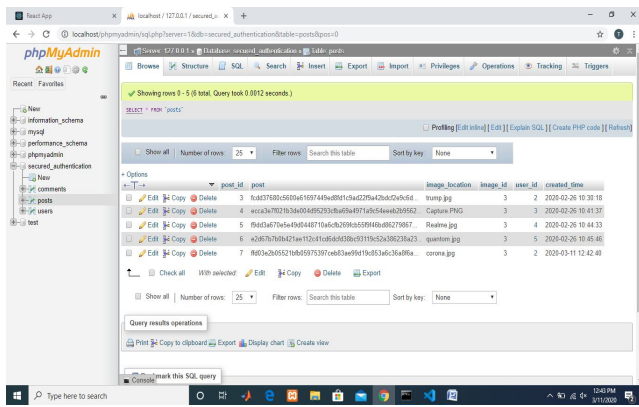 React App
localhost / 127.0.0.1 / secured_
localhost/phpmyadmin/sql.php?server=1&db=secured_authentication&table=posts&pos=0
phpMyAdmin
Recent Favorites
New
information_schema
mysql
performance_schema
phpmyadmin
secured_authentication
New
comments
posts
users
test
Server: 127.0.0.1 » Database: secured_authentication » Table: posts
Browse Structure SQL Search Insert Export Import Privileges Operations Tracking Triggers
Showing rows 0 - 5 (6 total, Query took 0.0012 seconds.)
SELECT * FROM `posts`
Profiling [Edit inline] [ Edit ] [ Explain SQL ] [ Create PHP code ] [ Refresh]
Show all Number of rows: 25 Filter rows: Search this table Sort by key: None
+ Options
post_id post image_location image_id user_id created_time
Edit Copy Delete 3 trump.jpg 3 2 2020-02-26 10:30:18
Edit Copy Delete 4 Capture.PNG 3 3 2020-02-26 10:41:37
Edit Copy Delete 5 Realme.jpg 3 4 2020-02-26 10:44:33
Edit Copy Delete 6 quantom.jpg 3 5 2020-02-26 10:45:46
Edit Copy Delete 7 corona.jpg 3 2 2020-03-11 12:42:40
Check all With selected: Edit Copy Delete Export
Show all Number of rows: 25 Filter rows: Search this table Sort by key: None
Query results operations
Print Copy to clipboard Export Display chart Create view
Bookmark this SQL query
Console
Type here to search
12:43 PM
3/11/2020